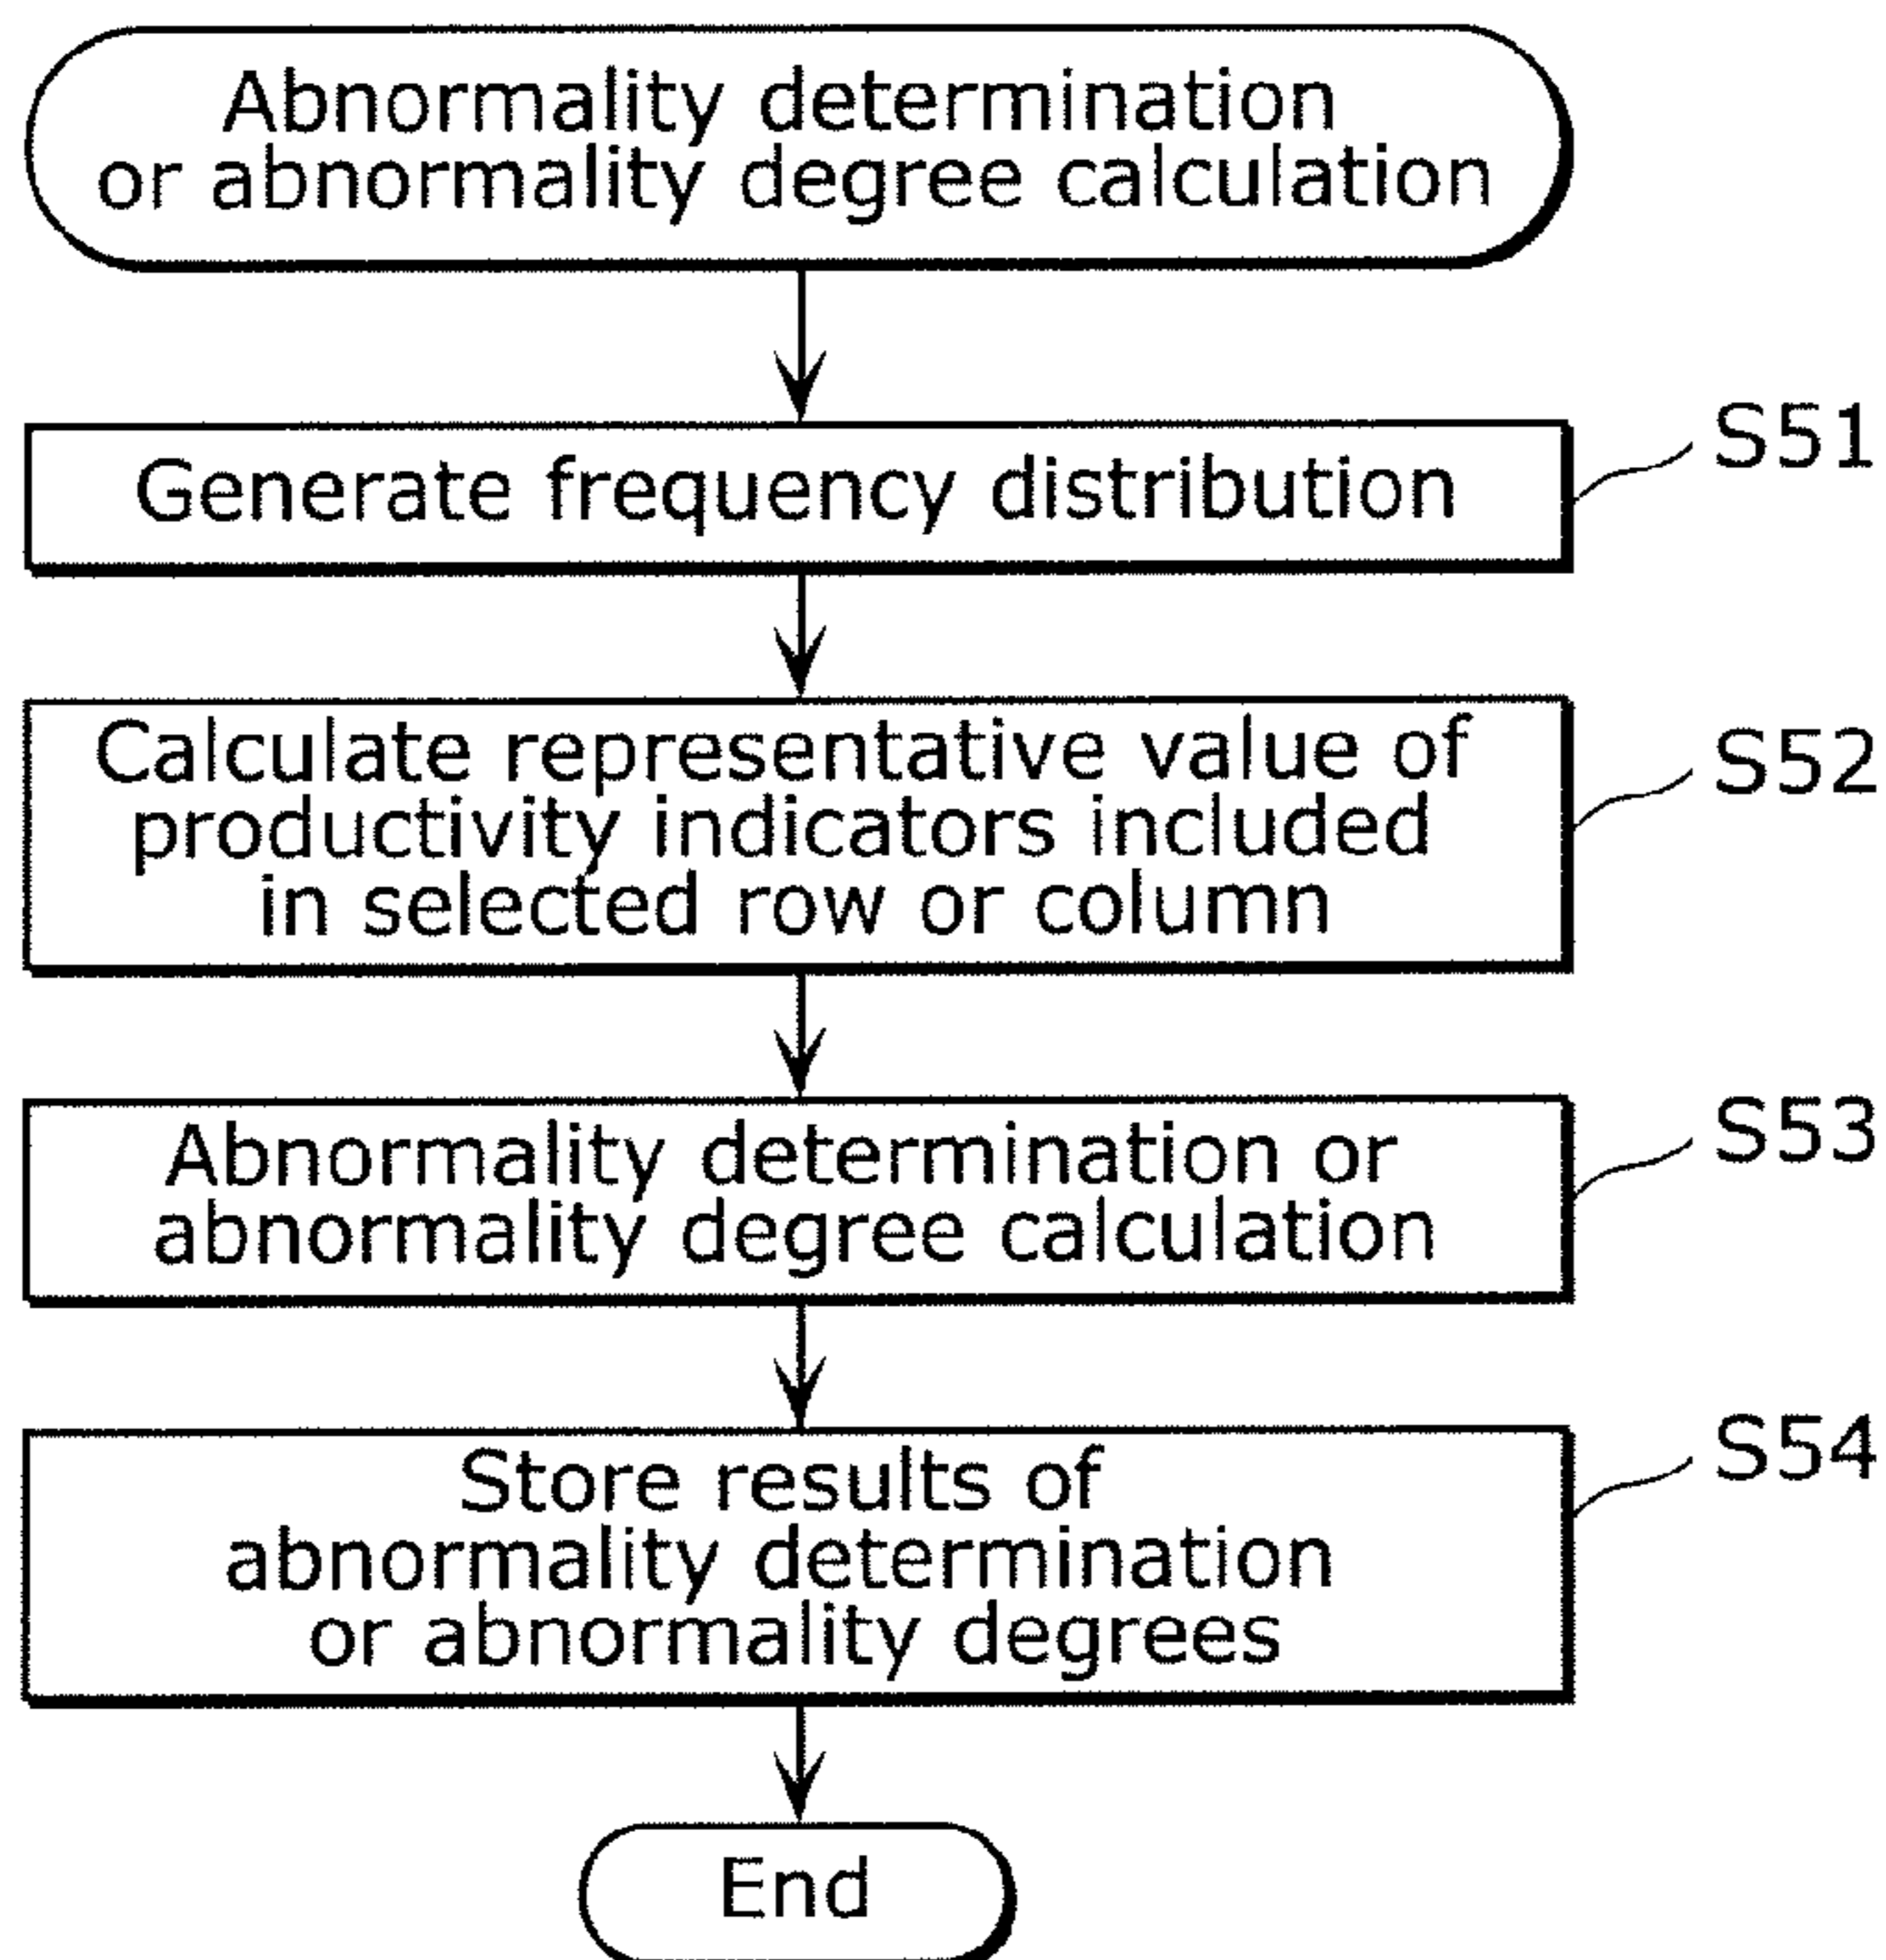 Abnormality determination
or abnormality degree calculation
Generate frequency distribution
S51
Calculate representative value of
productivity indicators included
in selected row or column
S52
Abnormality determination or
abnormality degree calculation
S53
Store results of
abnormality determination
or abnormality degrees
S54
End